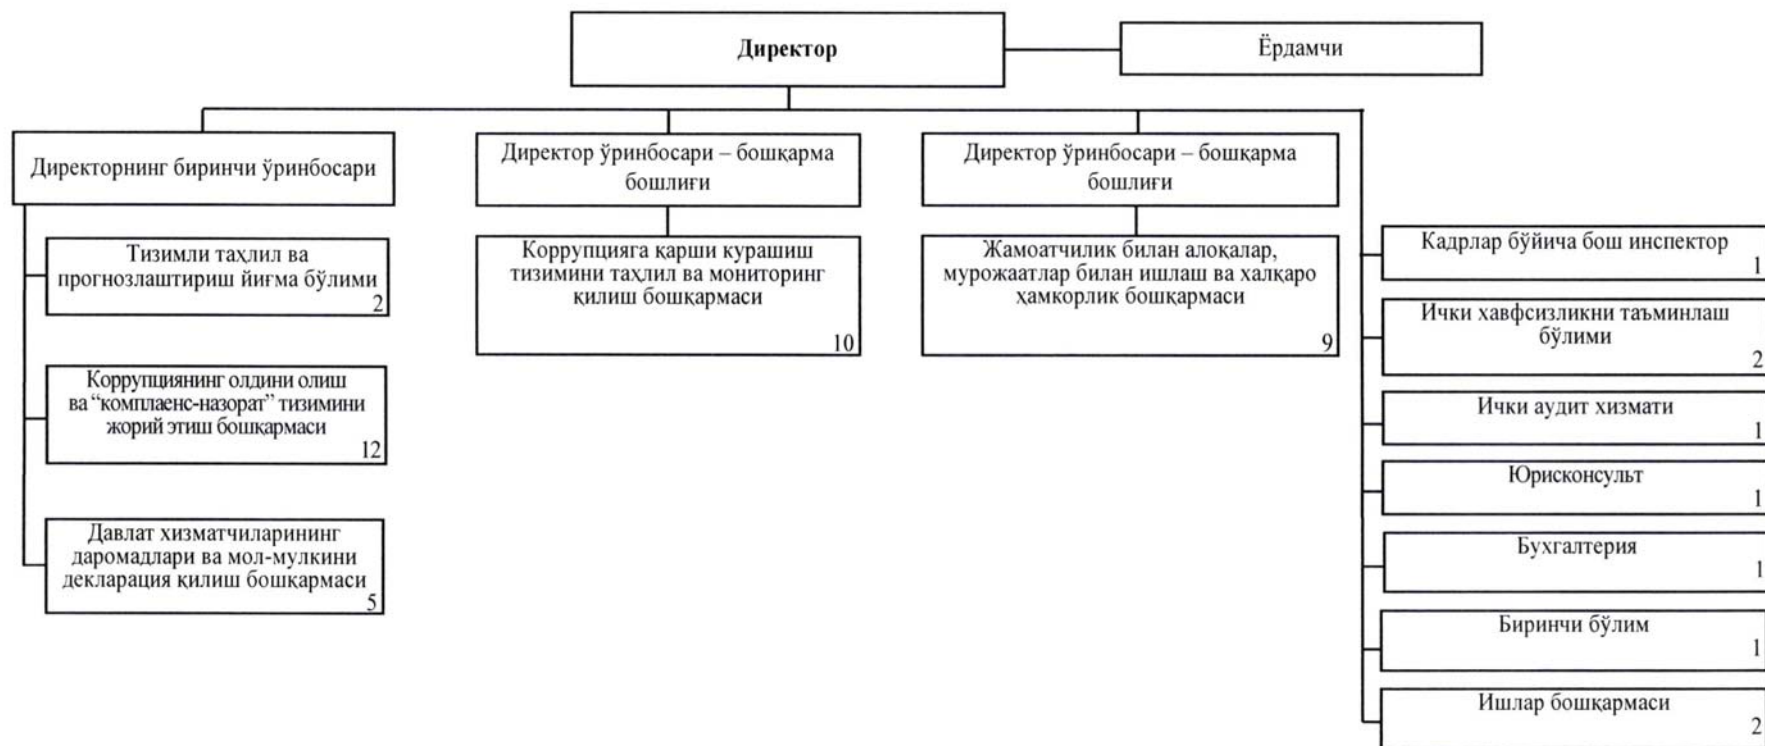 Директор
Ёрдамчи
Директорнинг биринчи ўринбосари
Тизимли таҳлил ва
прогнозлаштириш йиғма бўлими
2
Коррупциянинг олдини олиш
ва “комплаенс-назорат” тизимини
жорий этиш бошқармаси
12
Давлат хизматчиларининг
даромадлари ва мол-мулкини
декларация қилиш бошқармаси
5
Директор ўринбосари – бошқарма
бошлиғи
Коррупцияга қарши курашиш
тизимини таҳлил ва мониторинг
қилиш бошқармаси
10
Директор ўринбосари – бошқарма
бошлиғи
Жамоатчилик билан алоқалар,
мурожаатлар билан ишлаш ва халқаро
ҳамкорлик бошқармаси
9
Кадрлар бўйича бош инспектор
1
Ички хавфсизликни таъминлаш
бўлими
2
Ички аудит хизмати
1
Юрисконсульт
1
Бухгалтерия
1
Биринчи бўлим
1
Ишлар бошқармаси
2